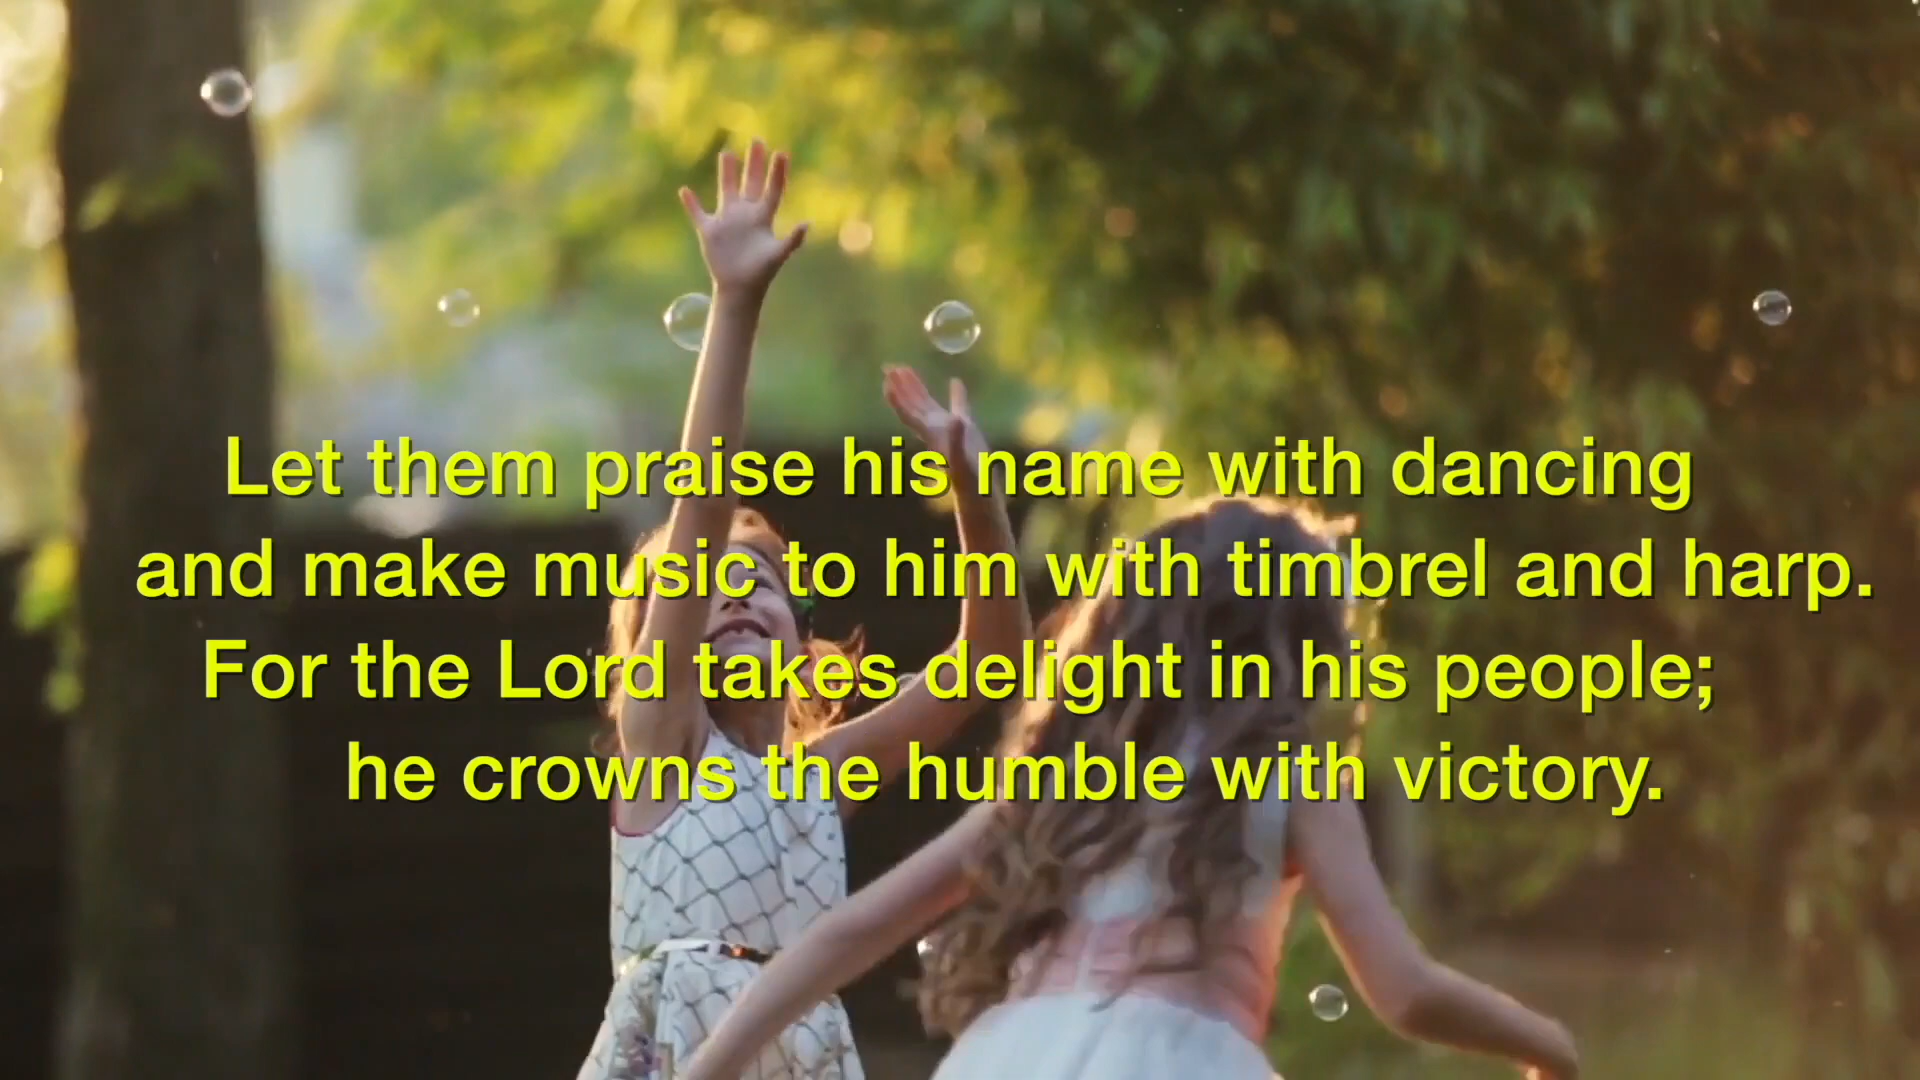 Let them praise his name with dancing
and make music to him with timbrel and harp.
For the Lord takes delight in his people;
he crowns the humble with victory.